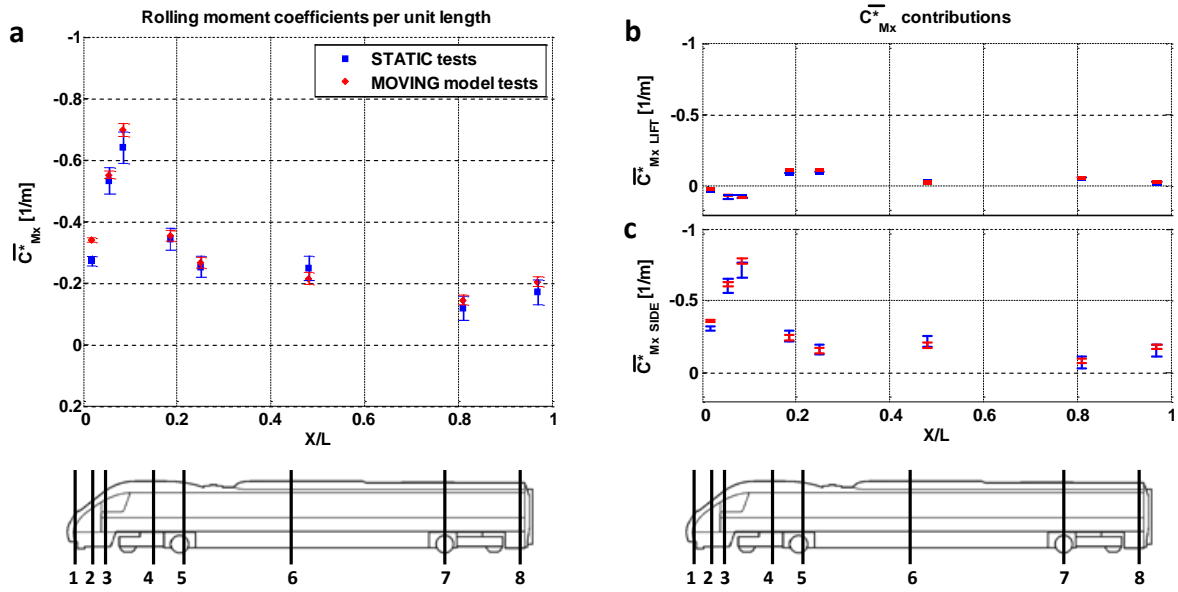 Rolling moment coefficients per unit length
a
-1
-0.8
-0.6
-0.4
-0.2
0
0.2
C*Mx [1/m]
STATIC tests
MOVING model tests
0 0.2 0.4 0.6 0.8 1
X/L
1 2 3 4 5 6 7 8
C*Mx contributions
b
-1
-0.5
0
C*Mx LIFT [1/m]
c
-1
-0.5
0
C*Mx SIDE [1/m]
0 0.2 0.4 0.6 0.8 1
X/L
1 2 3 4 5 6 7 8